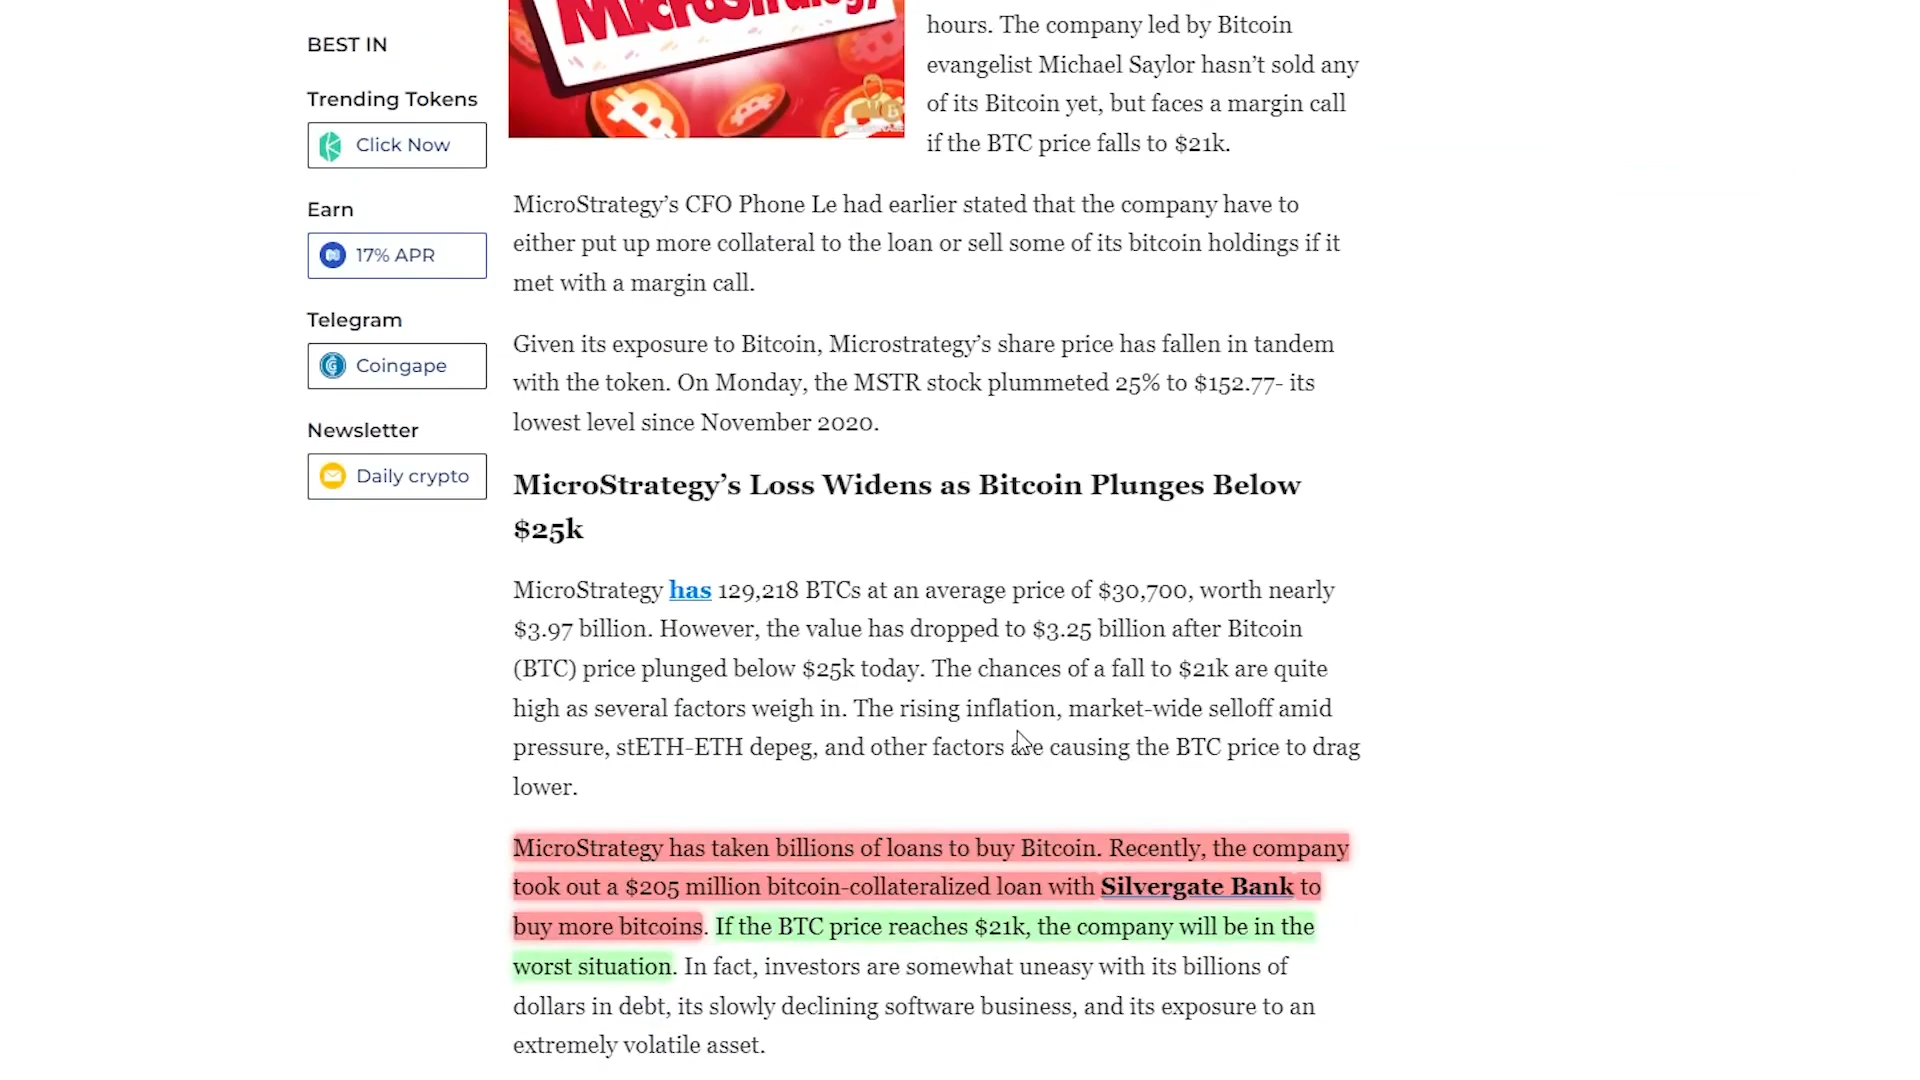 BEST IN
Trending Tokens
Click Now
Earn
17% APR
Telegram
Coingape
Newsletter
Daily crypto
MicroStrategy
hours. The company led by Bitcoin
evangelist Michael Saylor hasn’t sold any
of its Bitcoin yet, but faces a margin call
if the BTC price falls to $21k.
MicroStrategy’s CFO Phone Le had earlier stated that the company have to
either put up more collateral to the loan or sell some of its bitcoin holdings if it
met with a margin call.
Given its exposure to Bitcoin, Microstrategy’s share price has fallen in tandem
with the token. On Monday, the MSTR stock plummeted 25% to $152.77- its
lowest level since November 2020.
MicroStrategy’s Loss Widens as Bitcoin Plunges Below
$25k
MicroStrategy has 129,218 BTCs at an average price of $30,700, worth nearly
$3.97 billion. However, the value has dropped to $3.25 billion after Bitcoin
(BTC) price plunged below $25k today. The chances of a fall to $21k are quite
high as several factors weigh in. The rising inflation, market-wide selloff amid
pressure, stETH-ETH depeg, and other factors are causing the BTC price to drag
lower.
MicroStrategy has taken billions of loans to buy Bitcoin. Recently, the company
took out a $205 million bitcoin-collateralized loan with Silvergate Bank to
buy more bitcoins. If the BTC price reaches $21k, the company will be in the
worst situation. In fact, investors are somewhat uneasy with its billions of
dollars in debt, its slowly declining software business, and its exposure to an
extremely volatile asset.